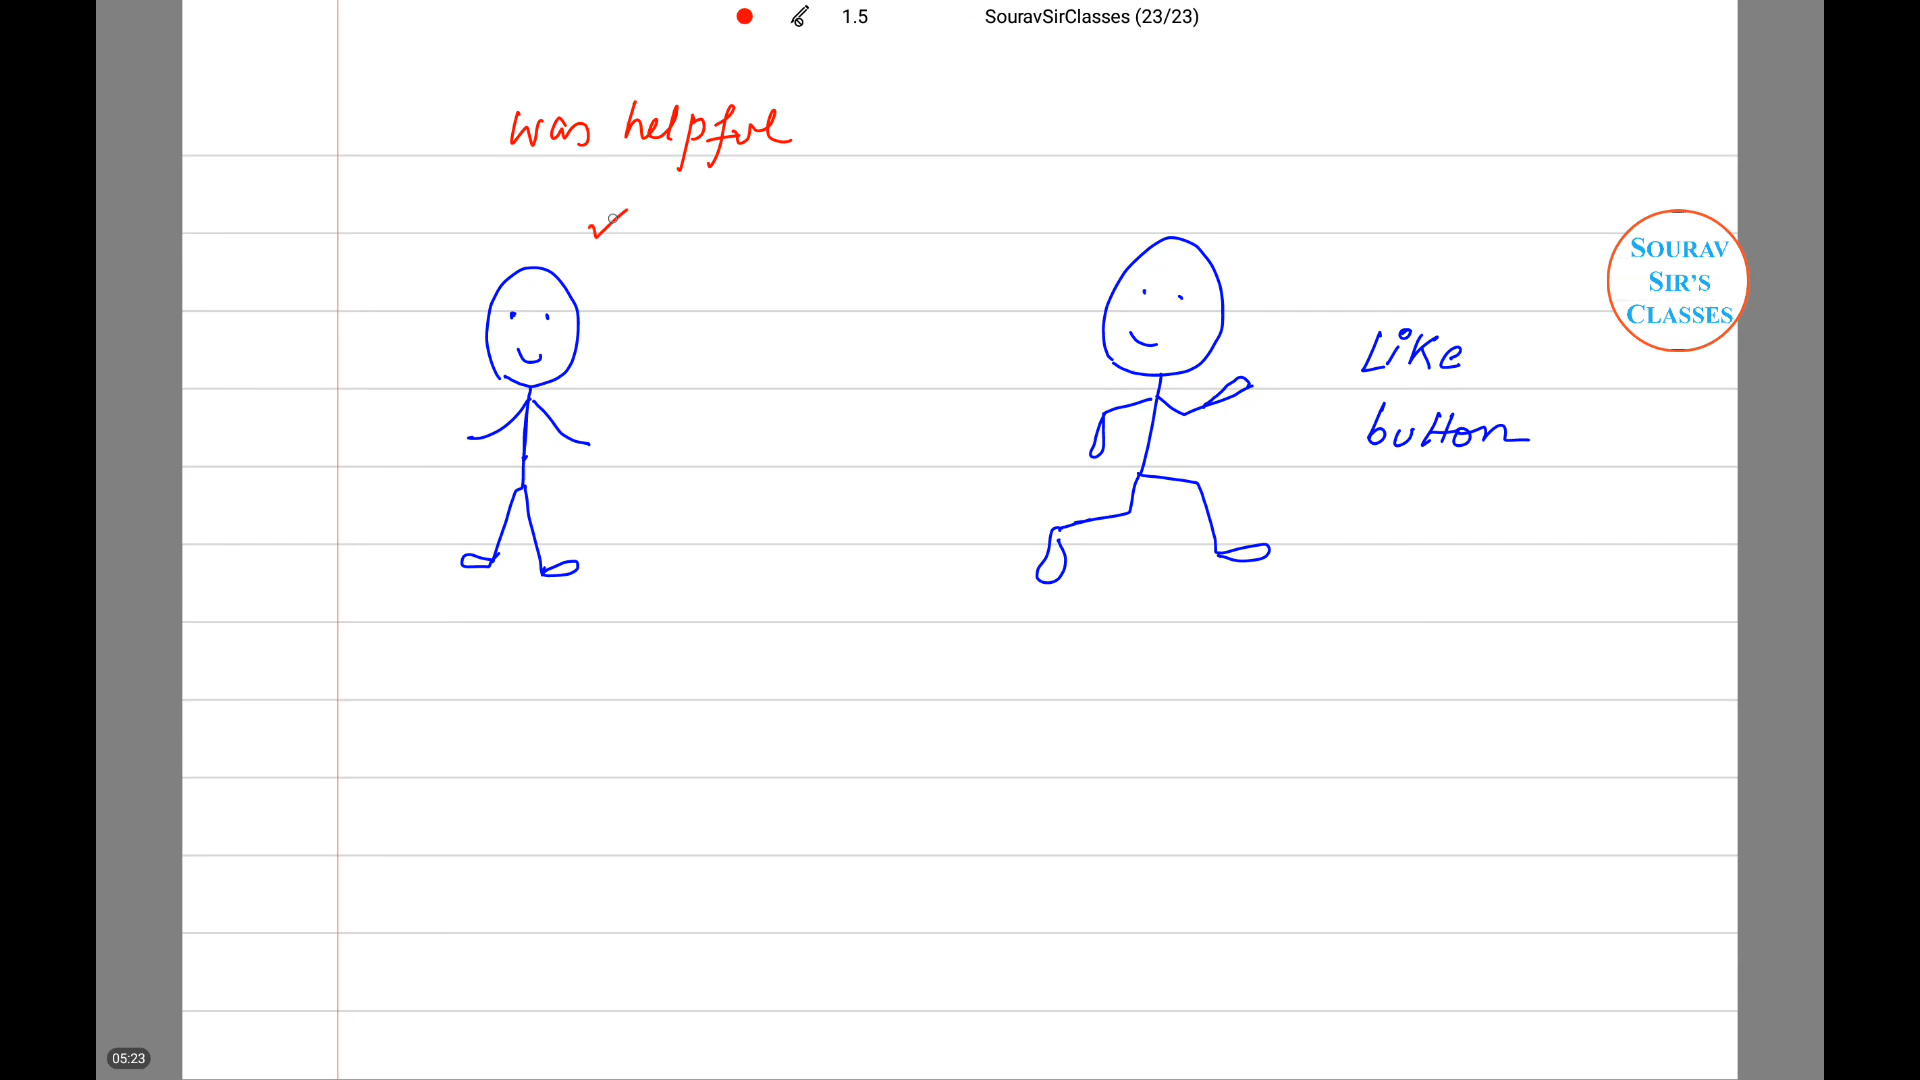 1.5 SouravSirClasses (23/23)
was helpful
SOURAV
SIR'S
CLASSES
Like
button
05:23